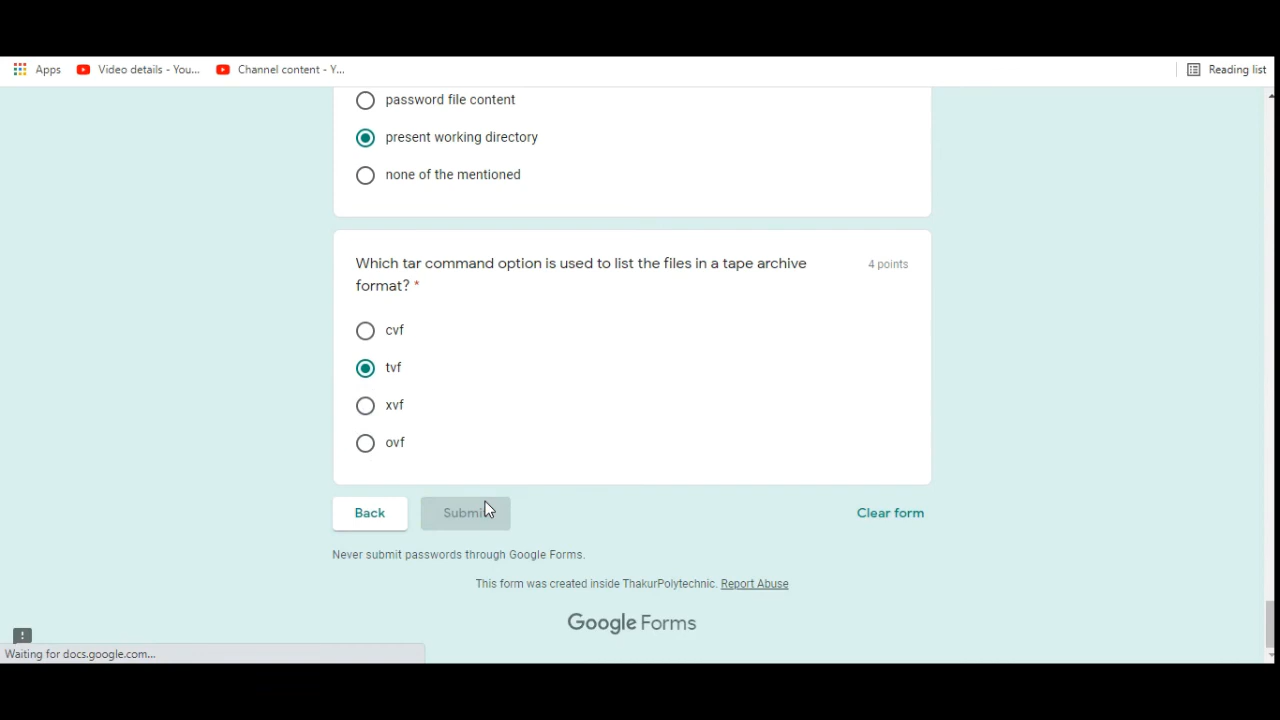 Apps Video details - You... Channel content - Y... Reading list
password file content
present working directory
none of the mentioned
Which tar command option is used to list the files in a tape archive 4 points
format? *
cvf
tvf
xvf
ovf
Back Submit Clear form
Never submit passwords through Google Forms.
This form was created inside ThakurPolytechnic. Report Abuse
Google Forms
!
Waiting for docs.google.com...